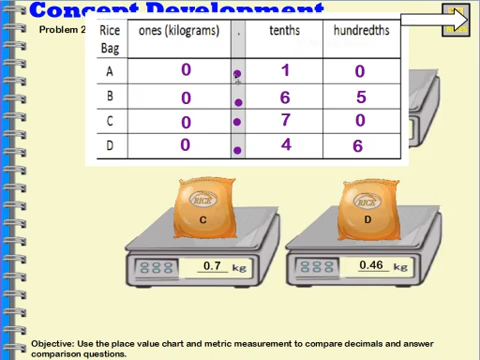 Concept Development
Problem 2
Rice Bag ones (kilograms) . tenths hundredths
A 0 . 1 0
B 0 . 6 5
C 0 . 7 0
D 0 . 4 6
RICE RICE
C D
0.7 kg 0.46 kg
Objective: Use the place value chart and metric measurement to compare decimals and answer
comparison questions.